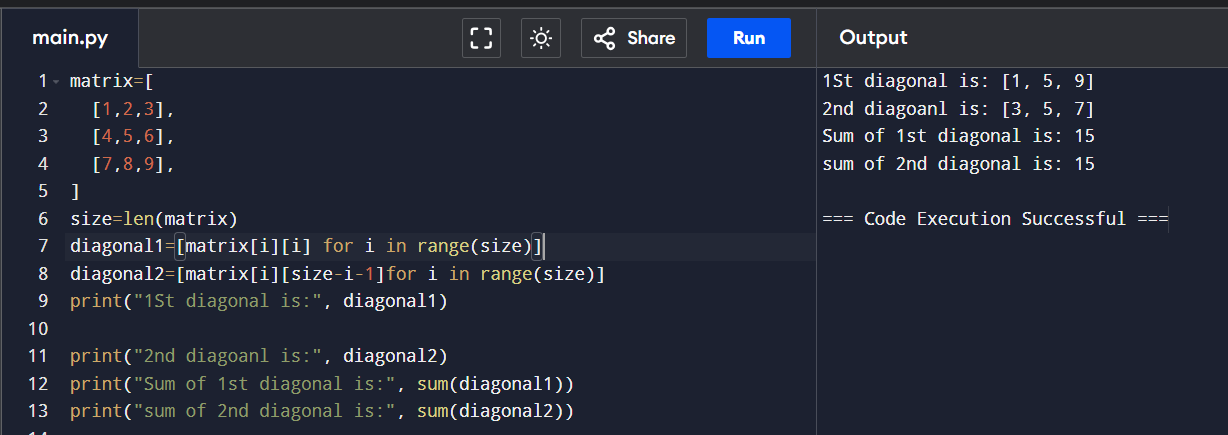 main.py
Share
Run
Output
1 matrix=[
2 [1,2,3],
3 [4,5,6],
4 [7,8,9],
5 ]
6 size=len(matrix)
7 diagonal1=[matrix[i][i] for i in range(size)]
8 diagonal2=[matrix[i][size-i-1]for i in range(size)]
9 print("1St diagonal is:", diagonal1)
10
11 print("2nd diagoanl is:", diagonal2)
12 print("Sum of 1st diagonal is:", sum(diagonal1))
13 print("sum of 2nd diagonal is:", sum(diagonal2))
1St diagonal is: [1, 5, 9]
2nd diagoanl is: [3, 5, 7]
Sum of 1st diagonal is: 15
sum of 2nd diagonal is: 15
=== Code Execution Successful ===